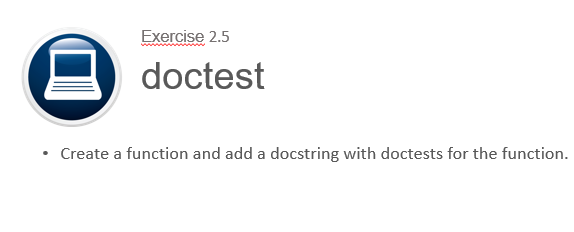 Exercise 2.5
doctest
• Create a function and add a docstring with doctests for the function.